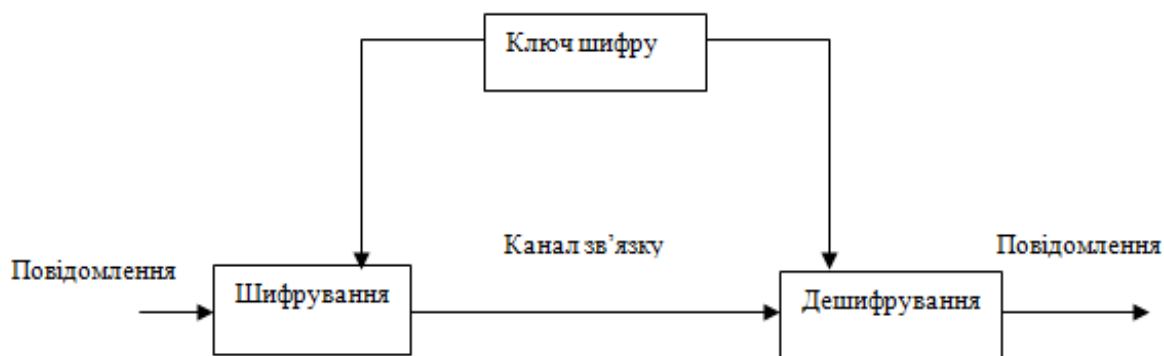 Ключ шифру
Канал зв’язку
Повідомлення
Повідомлення
Шифрування
Дешифрування